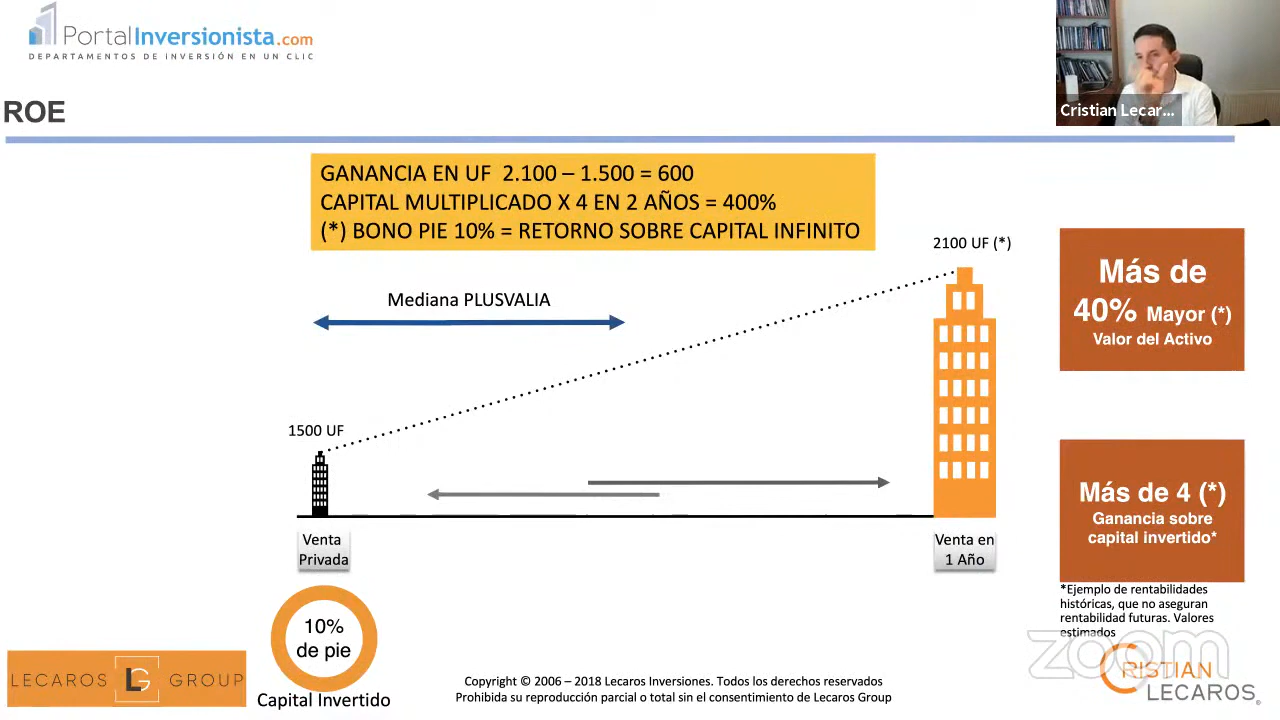 PortalInversionista.com
DEPARTAMENTOS DE INVERSIÓN EN UN CLIC
Cristian Lecar...
ROE
GANANCIA EN UF 2.100 – 1.500 = 600
CAPITAL MULTIPLICADO X 4 EN 2 AÑOS = 400%
(*) BONO PIE 10% = RETORNO SOBRE CAPITAL INFINITO
2100 UF (*)
Mediana PLUSVALIA
1500 UF
Más de
40% Mayor (*)
Valor del Activo
Más de 4 (*)
Ganancia sobre
capital invertido*
Venta
Privada
Venta en
1 Año
*Ejemplo de rentabilidades
históricas, que no aseguran
rentabilidad futuras. Valores
estimados
10%
de pie
Capital Invertido
LECAROS LG GROUP
Copyright © 2006 – 2018 Lecaros Inversiones. Todos los derechos reservados
Prohibida su reproducción parcial o total sin el consentimiento de Lecaros Group
zoom
CRISTIAN
LECAROS®